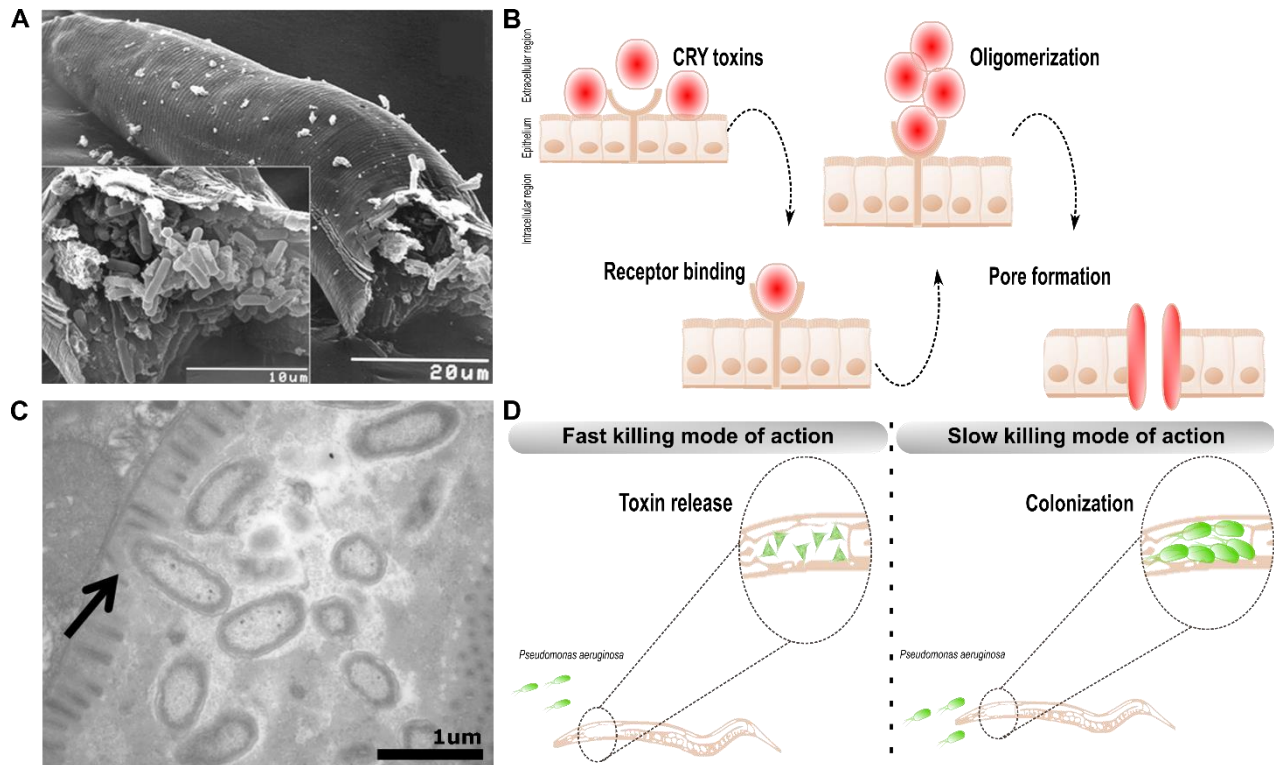 A
10um
20um
B
Extracellular region
Epithelium
Intracellular region
CRY toxins
Oligomerization
Receptor binding
Pore formation
C
1um
D
Fast killing mode of action
Toxin release
Pseudomonas aeruginosa
Slow killing mode of action
Colonization
Pseudomonas aeruginosa